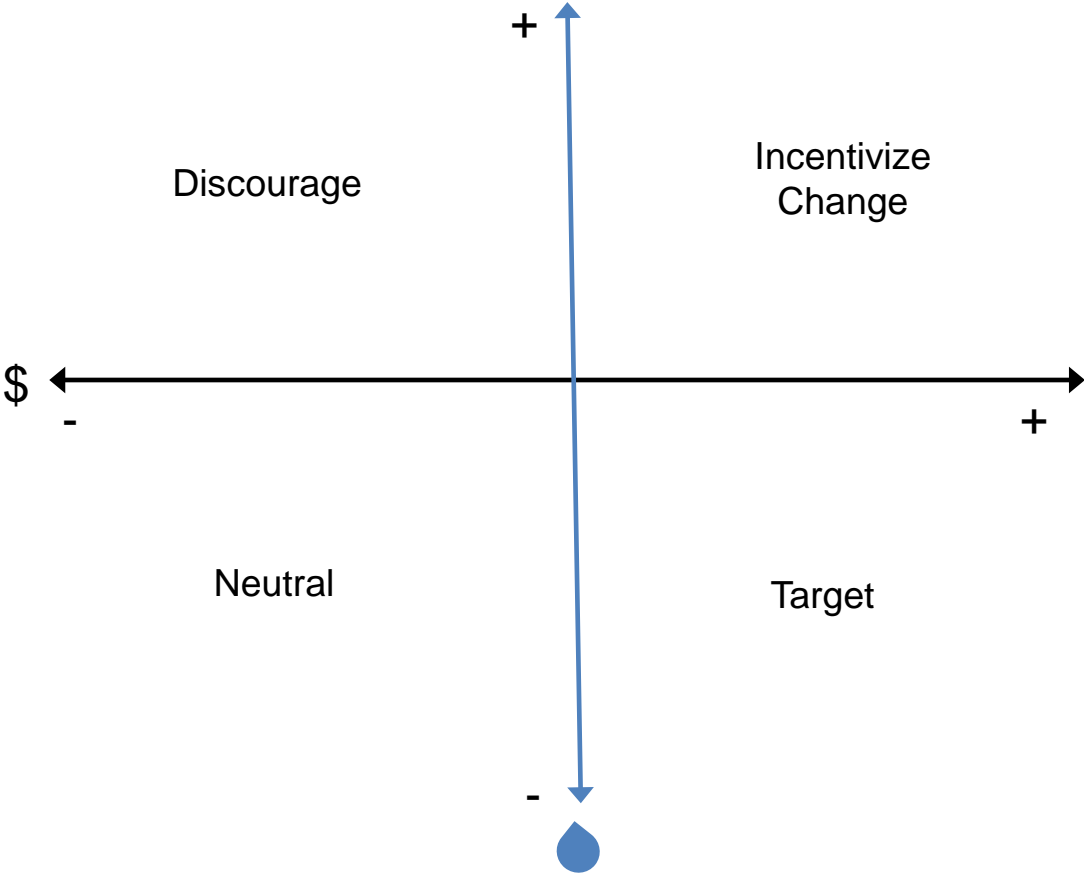 +
Discourage
Incentivize
Change
$
-
+
Neutral
Target
-